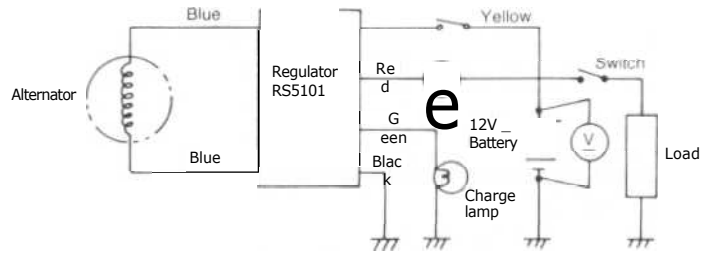 Blue
Yellow
Alternator
Regulator
RS5101
Re
d
Switch
e
G
een
12V _
Battery
V
Load
Blue
Blac
k
Charge
lamp